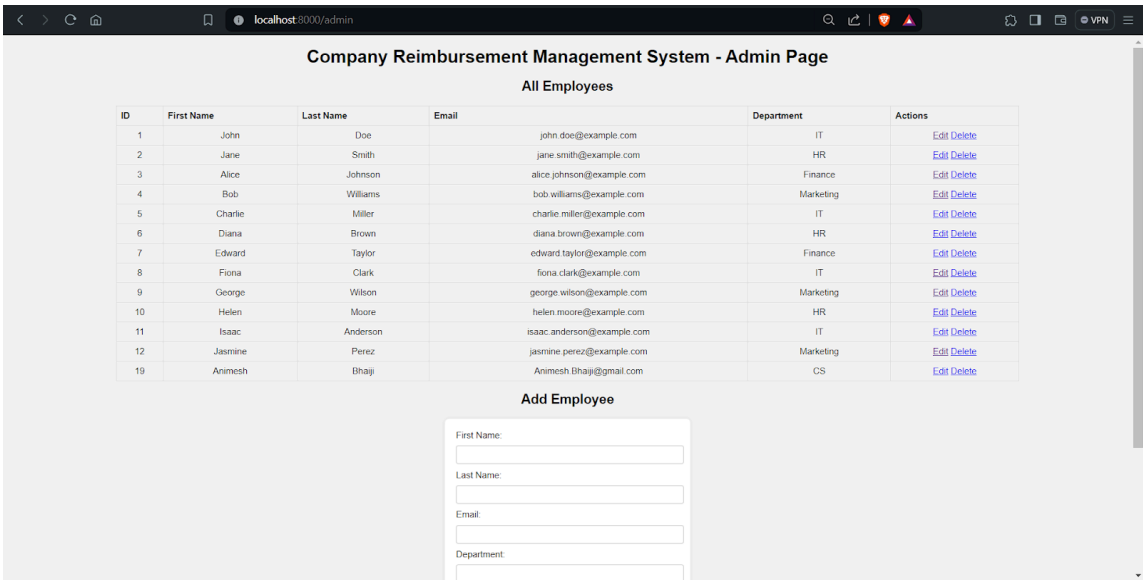 localhost:8000/admin
VPN
Company Reimbursement Management System - Admin Page
All Employees
ID First Name Last Name Email Department Actions
1 John Doe john.doe@example.com IT Edit Delete
2 Jane Smith jane.smith@example.com HR Edit Delete
3 Alice Johnson alice.johnson@example.com Finance Edit Delete
4 Bob Williams bob.williams@example.com Marketing Edit Delete
5 Charlie Miller charlie.miller@example.com IT Edit Delete
6 Diana Brown diana.brown@example.com HR Edit Delete
7 Edward Taylor edward.taylor@example.com Finance Edit Delete
8 Fiona Clark fiona.clark@example.com IT Edit Delete
9 George Wilson george.wilson@example.com Marketing Edit Delete
10 Helen Moore helen.moore@example.com HR Edit Delete
11 Isaac Anderson isaac.anderson@example.com IT Edit Delete
12 Jasmine Perez jasmine.perez@example.com Marketing Edit Delete
19 Animesh Bhaiji Animesh.Bhaiji@gmail.com CS Edit Delete
Add Employee
First Name:
Last Name:
Email:
Department: